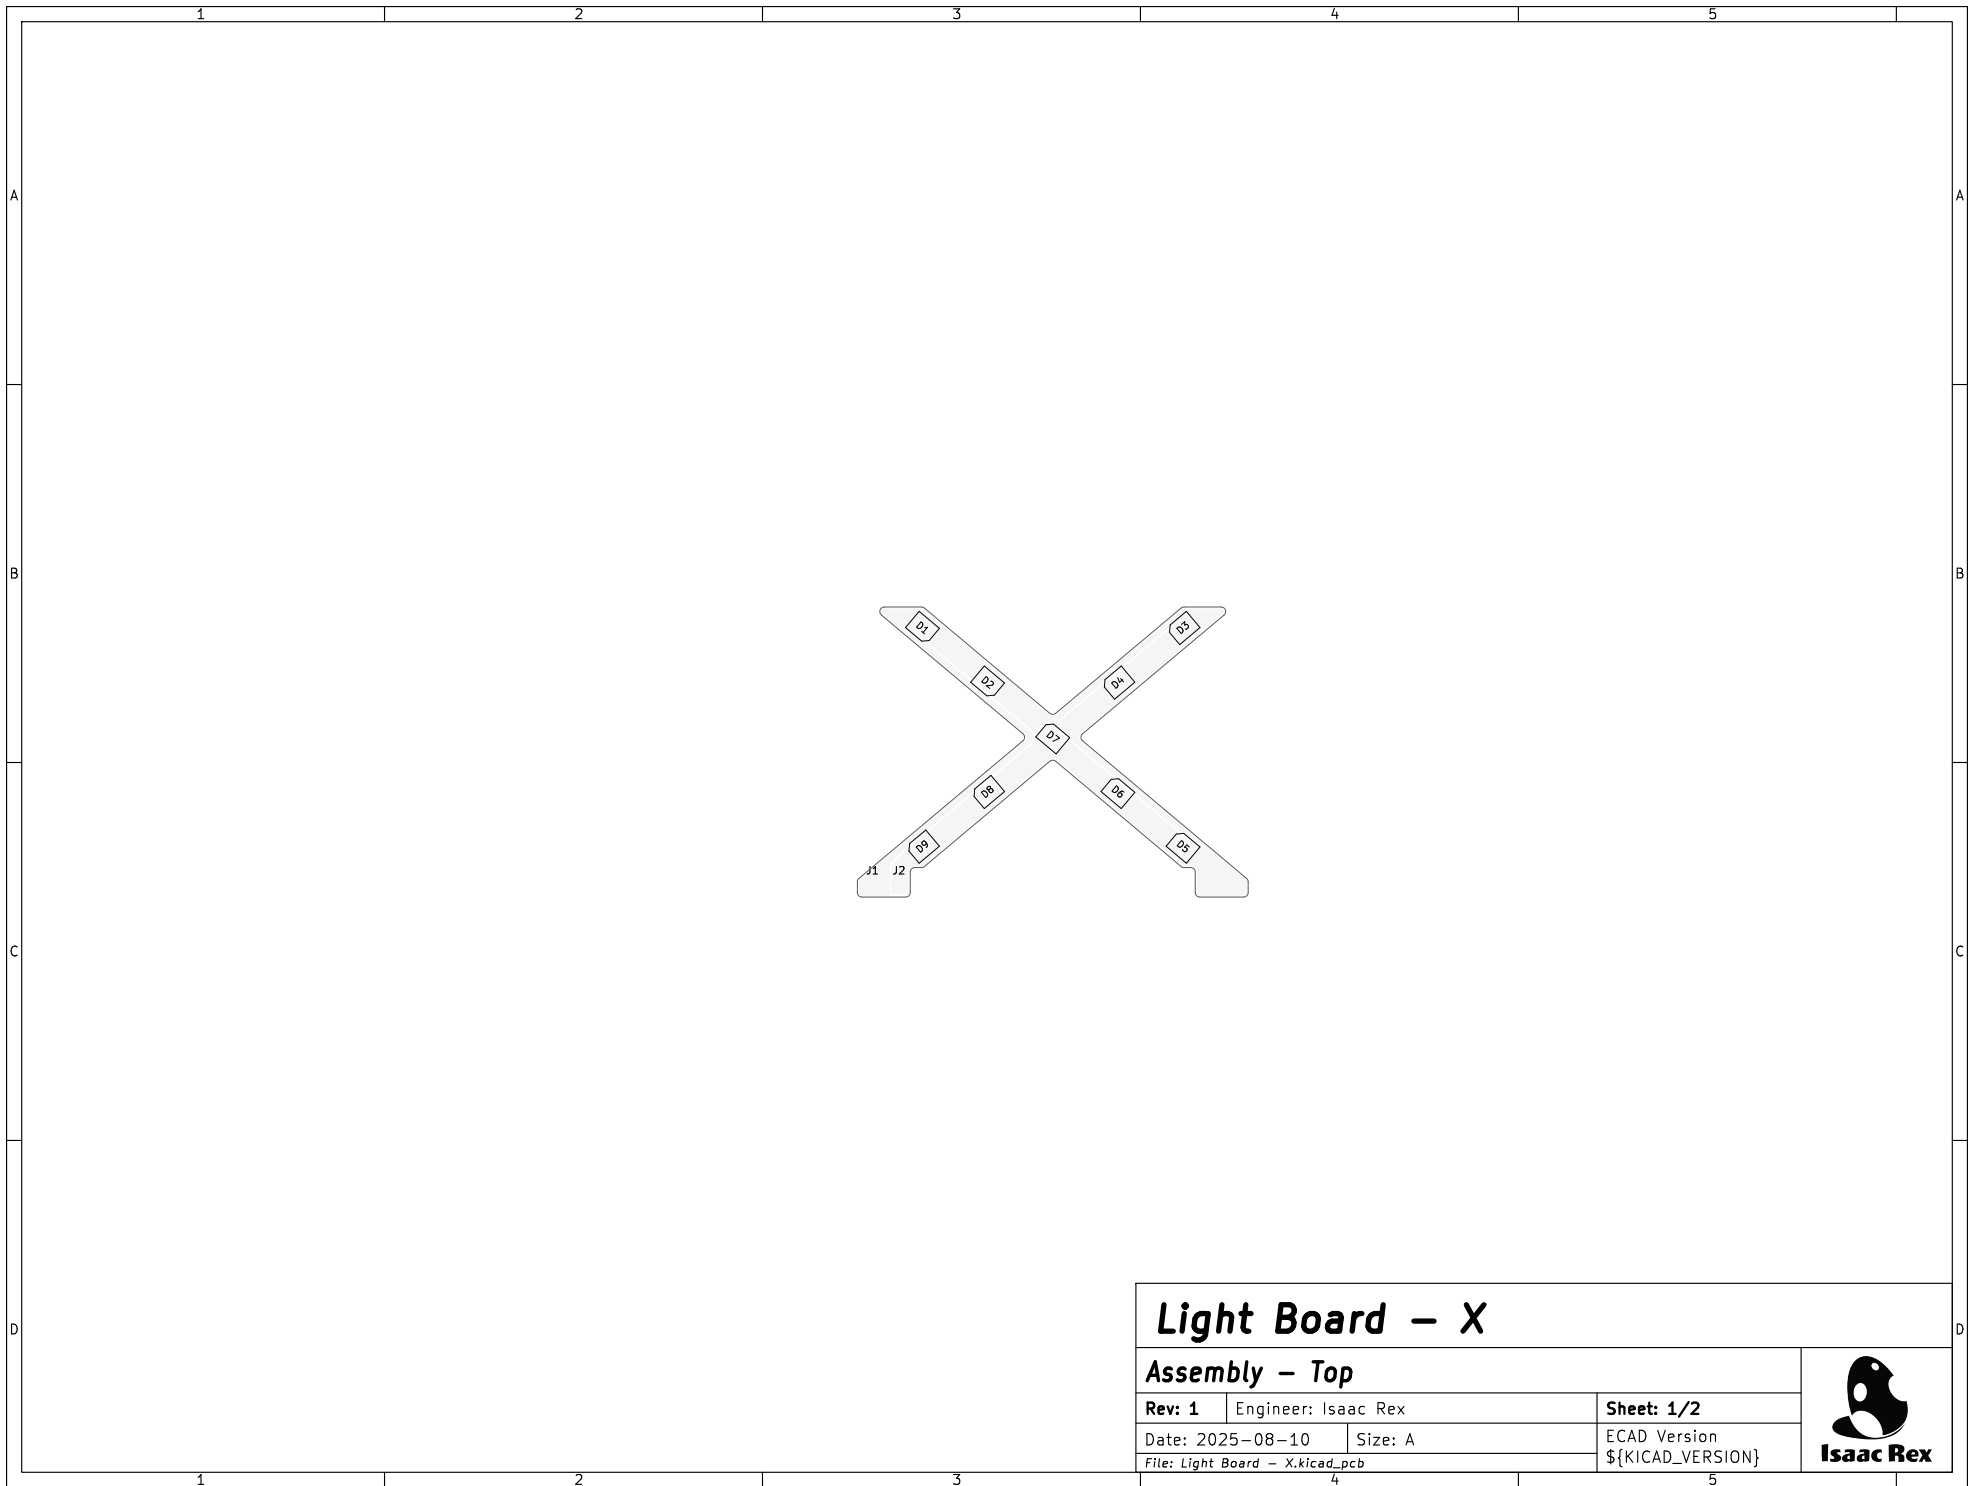 1 2 3 4 5
A A
B B
D1 D3
D2 D4
D7
D8 D6
D9 D5
J1 J2
C C
D D
Light Board – X
Assembly – Top
Rev: 1 Engineer: Isaac Rex Sheet: 1/2
Date: 2025–08–10 Size: A ECAD Version
${KICAD_VERSION}
File: Light Board – X.kicad_pcb
Isaac Rex
1 2 3 4 5